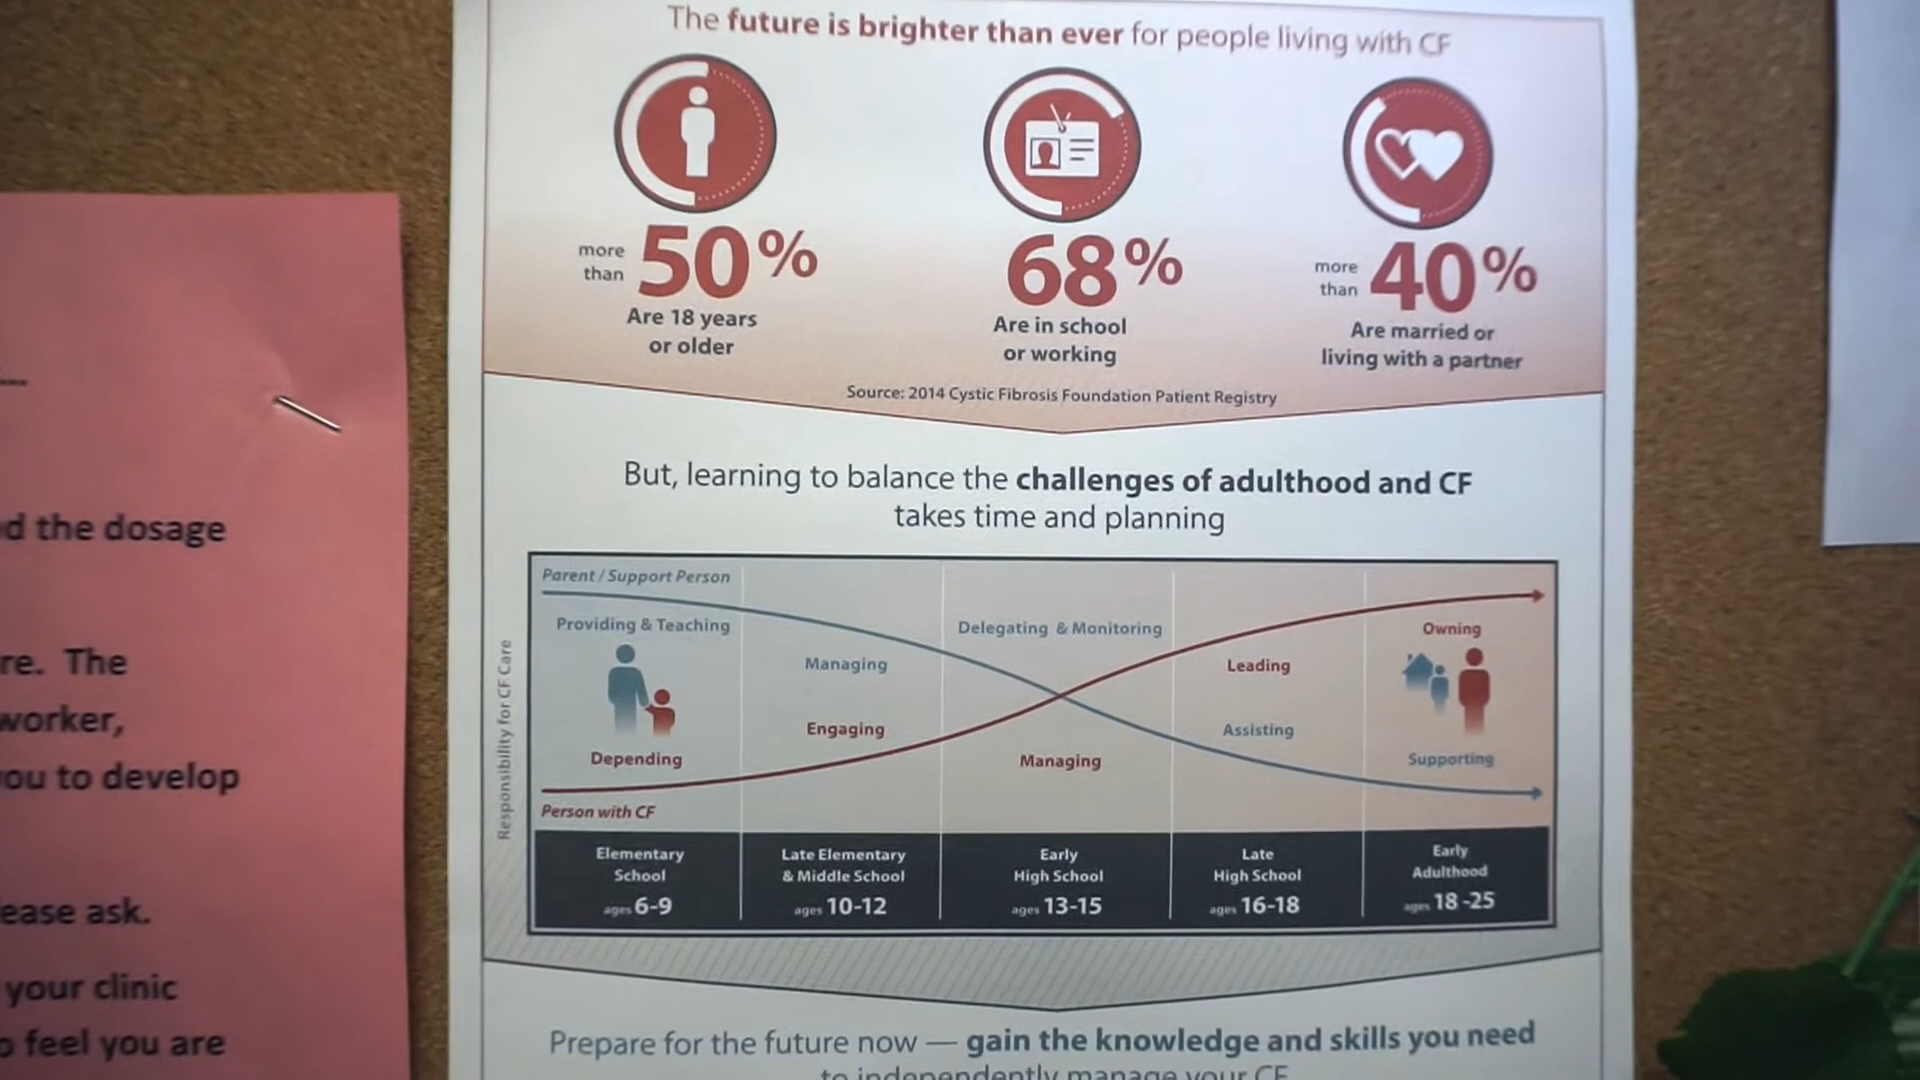 The future is brighter than ever for people living with CF
more than 50%
Are 18 years
or older
68%
Are in school
or working
more than 40%
Are married or
living with a partner
Source: 2014 Cystic Fibrosis Foundation Patient Registry
But, learning to balance the challenges of adulthood and CF
takes time and planning
Responsibility for CF Care
Parent / Support Person
Providing & Teaching
Managing
Delegating & Monitoring
Assisting
Supporting
Depending
Engaging
Managing
Leading
Owning
Person with CF
Elementary
School
ages 6-9
Late Elementary
& Middle School
ages 10-12
Early
High School
ages 13-15
Late
High School
ages 16-18
Early
Adulthood
ages 18-25
Prepare for the future now — gain the knowledge and skills you need
to independently manage your CF
the dosage
The
worker,
you to develop
ask.
your clinic
feel you are